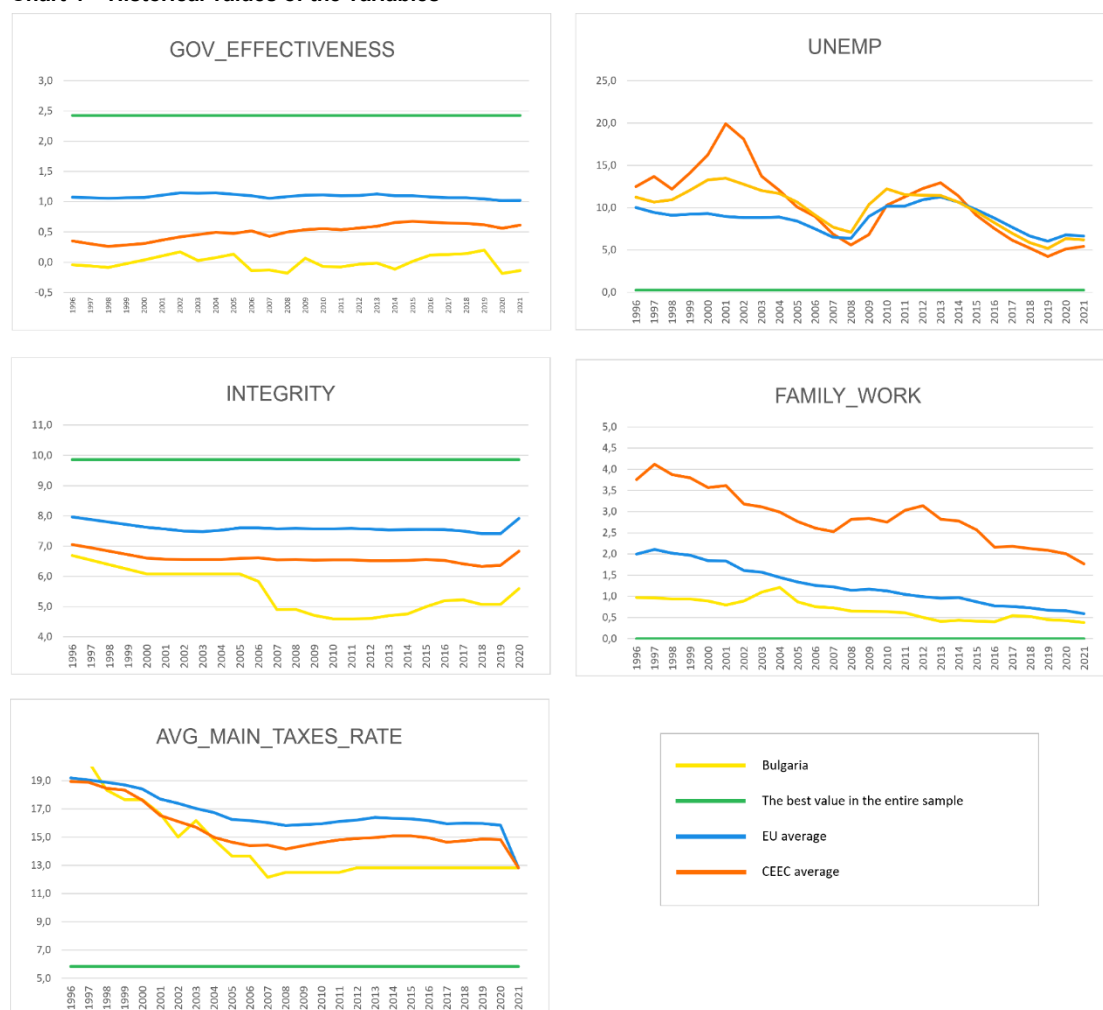 Historical values of the variables
GOV_EFFECTIVENESS
3,0
2,5
2,0
1,5
1,0
0,5
0,0
-0,5
1996 1997 1998 1999 2000 2001 2002 2003 2004 2005 2006 2007 2008 2009 2010 2011 2012 2013 2014 2015 2016 2017 2018 2019 2020 2021
UNEMP
25,0
20,0
15,0
10,0
5,0
0,0
1996 1997 1998 1999 2000 2001 2002 2003 2004 2005 2006 2007 2008 2009 2010 2011 2012 2013 2014 2015 2016 2017 2018 2019 2020 2021
INTEGRITY
11,0
10,0
9,0
8,0
7,0
6,0
5,0
4,0
1996 1997 1998 1999 2000 2001 2002 2003 2004 2005 2006 2007 2008 2009 2010 2011 2012 2013 2014 2015 2016 2017 2018 2019 2020
FAMILY_WORK
5,0
4,5
4,0
3,5
3,0
2,5
2,0
1,5
1,0
0,5
0,0
1996 1997 1998 1999 2000 2001 2002 2003 2004 2005 2006 2007 2008 2009 2010 2011 2012 2013 2014 2015 2016 2017 2018 2019 2020 2021
AVG_MAIN_TAXES_RATE
19,0
17,0
15,0
13,0
11,0
9,0
7,0
5,0
1996 1997 1998 1999 2000 2001 2002 2003 2004 2005 2006 2007 2008 2009 2010 2011 2012 2013 2014 2015 2016 2017 2018 2019 2020 2021
Bulgaria
The best value in the entire sample
EU average
CEEC average